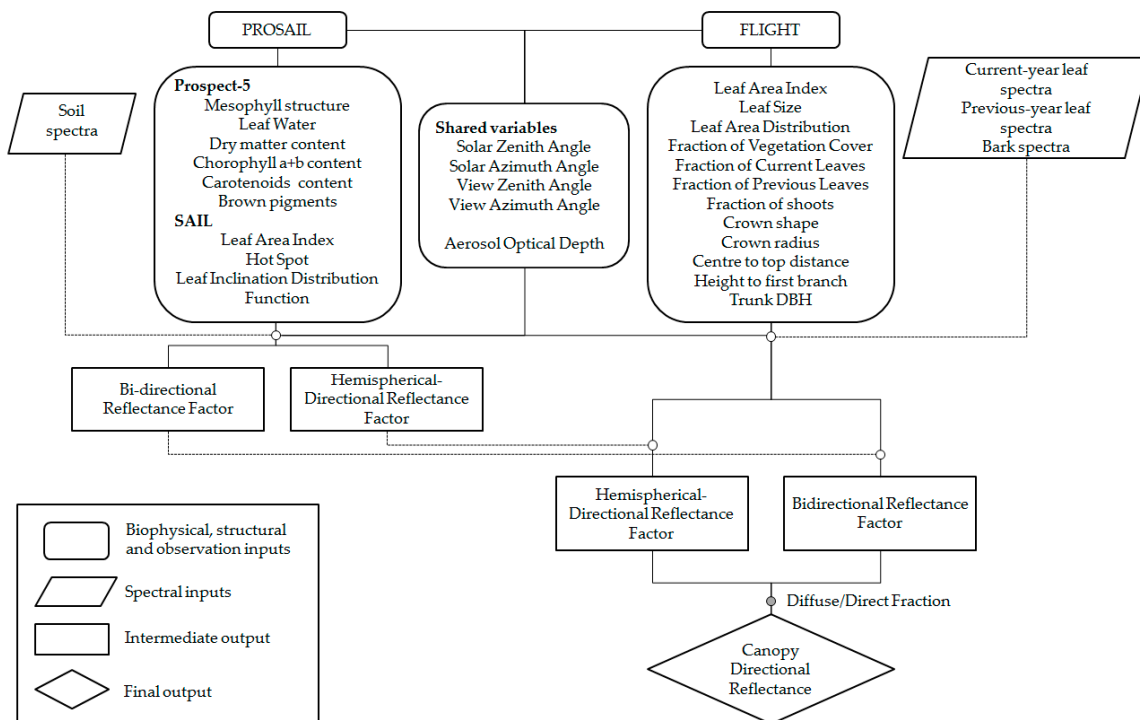 PROSAIL
FLIGHT
Soil
spectra
Prospect-5
Mesophyll structure
Leaf Water
Dry matter content
Chorophyll a+b content
Carotenoids content
Brown pigments
SAIL
Leaf Area Index
Hot Spot
Leaf Inclination Distribution
Function
Shared variables
Solar Zenith Angle
Solar Azimuth Angle
View Zenith Angle
View Azimuth Angle
Aerosol Optical Depth
Leaf Area Index
Leaf Size
Leaf Area Distribution
Fraction of Vegetation Cover
Fraction of Current Leaves
Fraction of Previous Leaves
Fraction of shoots
Crown shape
Crown radius
Centre to top distance
Height to first branch
Trunk DBH
Current-year leaf
spectra
Previous-year leaf
spectra
Bark spectra
Bi-directional
Reflectance Factor
Hemispherical-
Directional Reflectance
Factor
Hemispherical-
Directional Reflectance
Factor
Bidirectional Reflectance
Factor
Diffuse/Direct Fraction
Canopy
Directional
Reflectance
Biophysical, structural
and observation inputs
Spectral inputs
Intermediate output
Final output